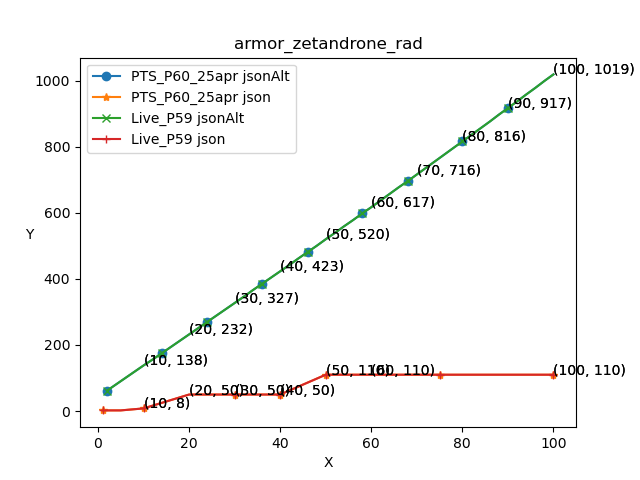 armor_zetandrone_rad
PTS_P60_25apr jsonAlt
PTS_P60_25apr json
Live_P59 jsonAlt
Live_P59 json
(100, 1019)
(90, 917)
(80, 816)
(70, 716)
(60, 617)
(50, 520)
(40, 423)
(30, 327)
(20, 232)
(10, 138)
(10, 8)
(20, 50)
(30, 50)
(40, 50)
(50, 110)
(60, 110)
(100, 110)
Y
1000
800
600
400
200
0
0 20 40 60 80 100
X